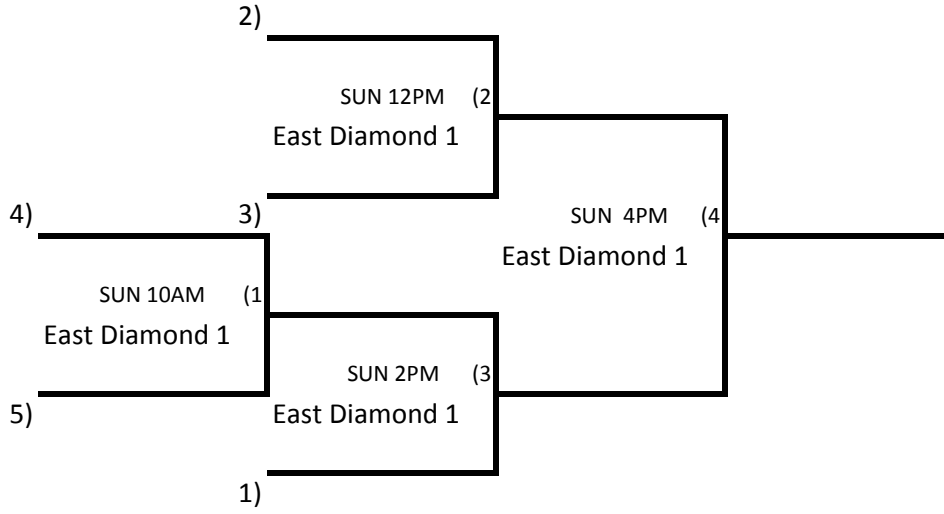 2)
SUN 12PM (2
East Diamond 1
4)
3)
SUN 4PM (4
East Diamond 1
SUN 10AM (1
East Diamond 1
SUN 2PM (3
East Diamond 1
5)
1)